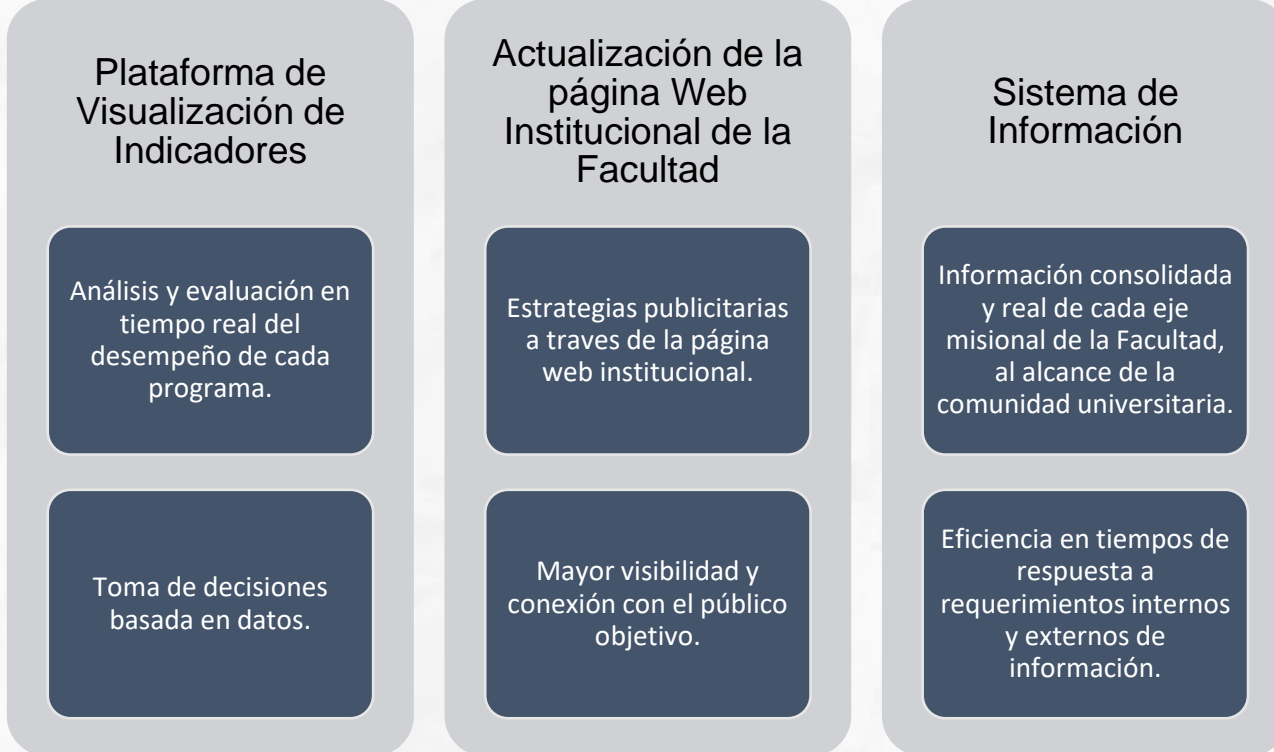 Plataforma de
Visualización de
Indicadores
Análisis y evaluación en
tiempo real del
desempeño de cada
programa.
Toma de decisiones
basada en datos.
Actualización de la
página Web
Institucional de la
Facultad
Estrategias publicitarias
a traves de la página
web institucional.
Mayor visibilidad y
conexión con el público
objetivo.
Sistema de
Información
Información consolidada
y real de cada eje
misional de la Facultad,
al alcance de la
comunidad universitaria.
Eficiencia en tiempos de
respuesta a
requerimientos internos
y externos de
información.